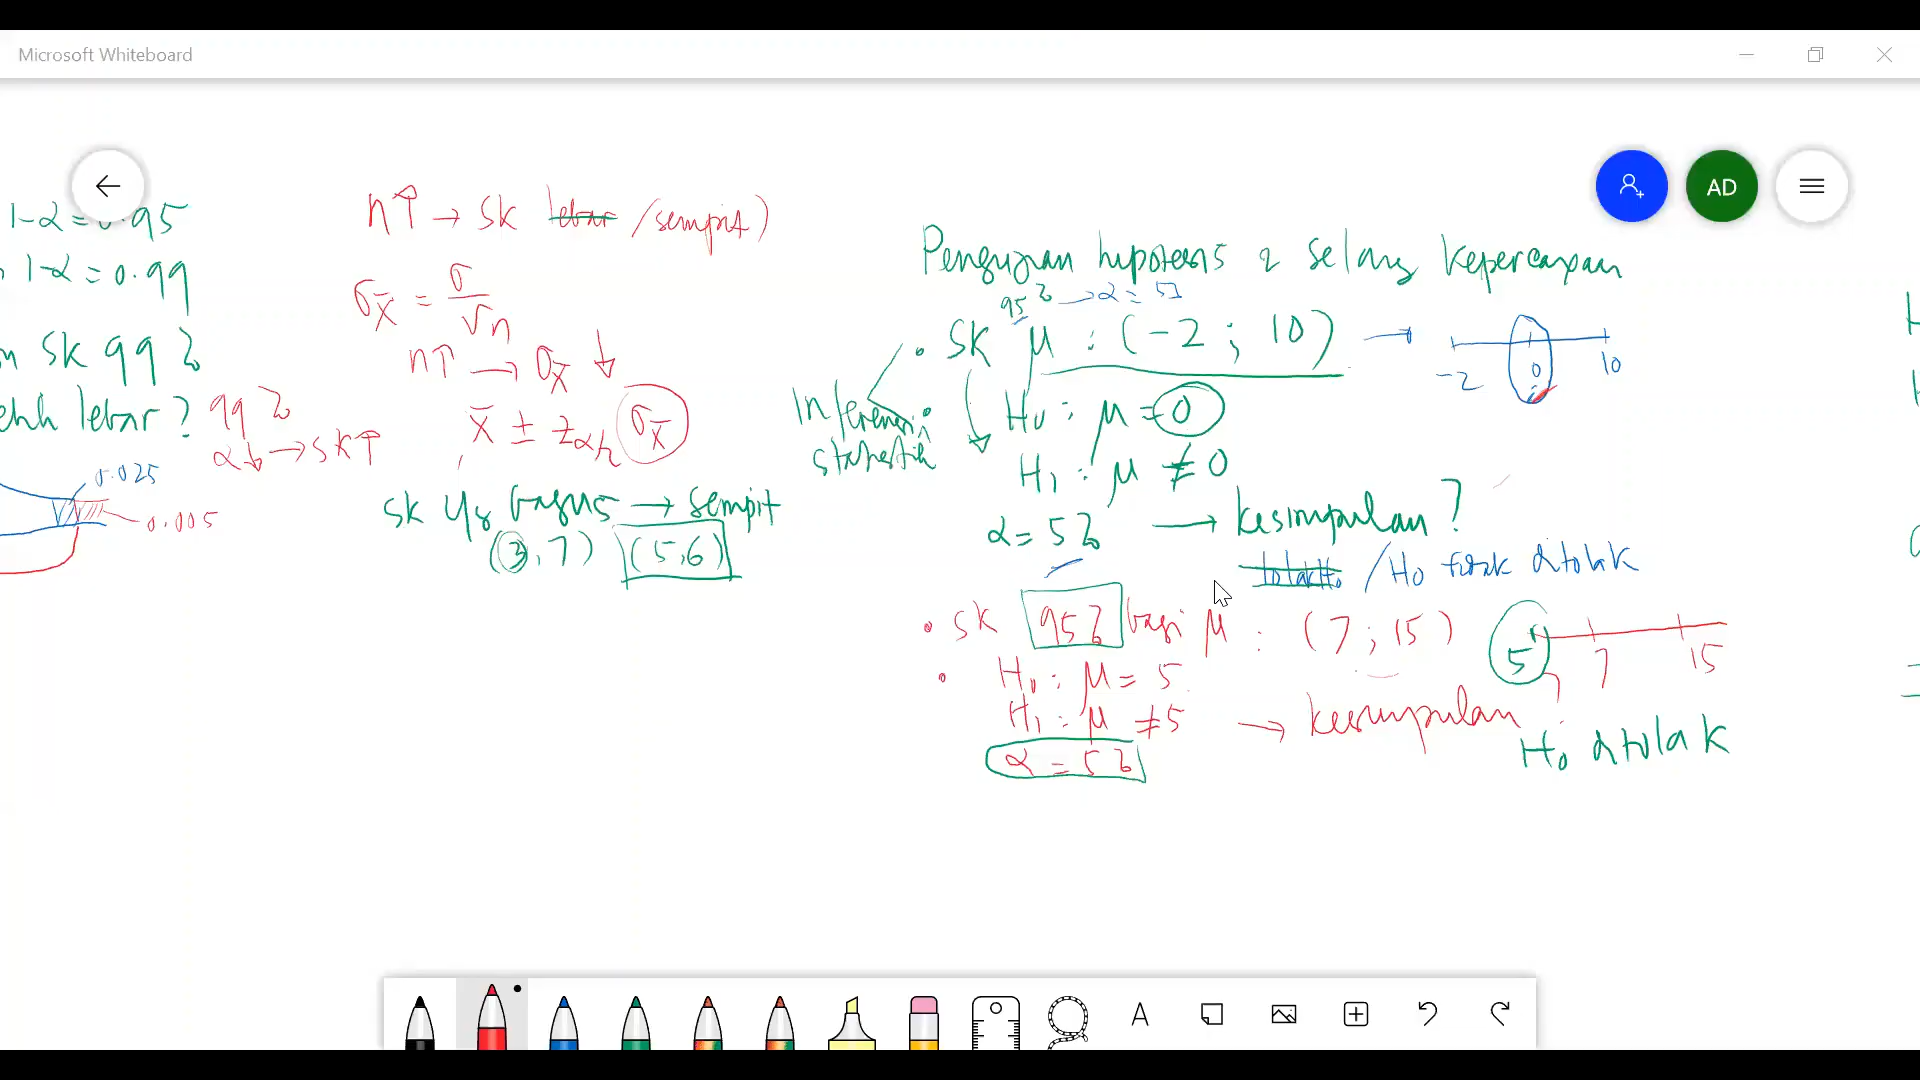 Microsoft Whiteboard
AD
1-α = 0.95
1-α = 0.99
SK 99%
lebar? 99%
α↓ → SK↑
0.025
0.005
n↑ → SK lebar /sempit)
σx̄ = σ/√n
n↑ → σx̄ ↓
x̄ ± zα/2 σx̄
SK yg bagus → sempit
(3,7) (5,6)
Pengujian hipotesis & selang kepercayaan
95% → α = 5%
• SK μ : (-2 ; 10) →
-2 0 10
Inferensi
statistik
• H0 : μ = 0
H1 : μ ≠ 0
α = 5% → kesimpulan?
tolak H0 / H0 tidak ditolak
• SK 95% bagi μ : (7 ; 15)
5 7 15
• H0 : μ = 5
H1 : μ ≠ 5 → kesimpulan
α = 5%
H0 ditolak
A